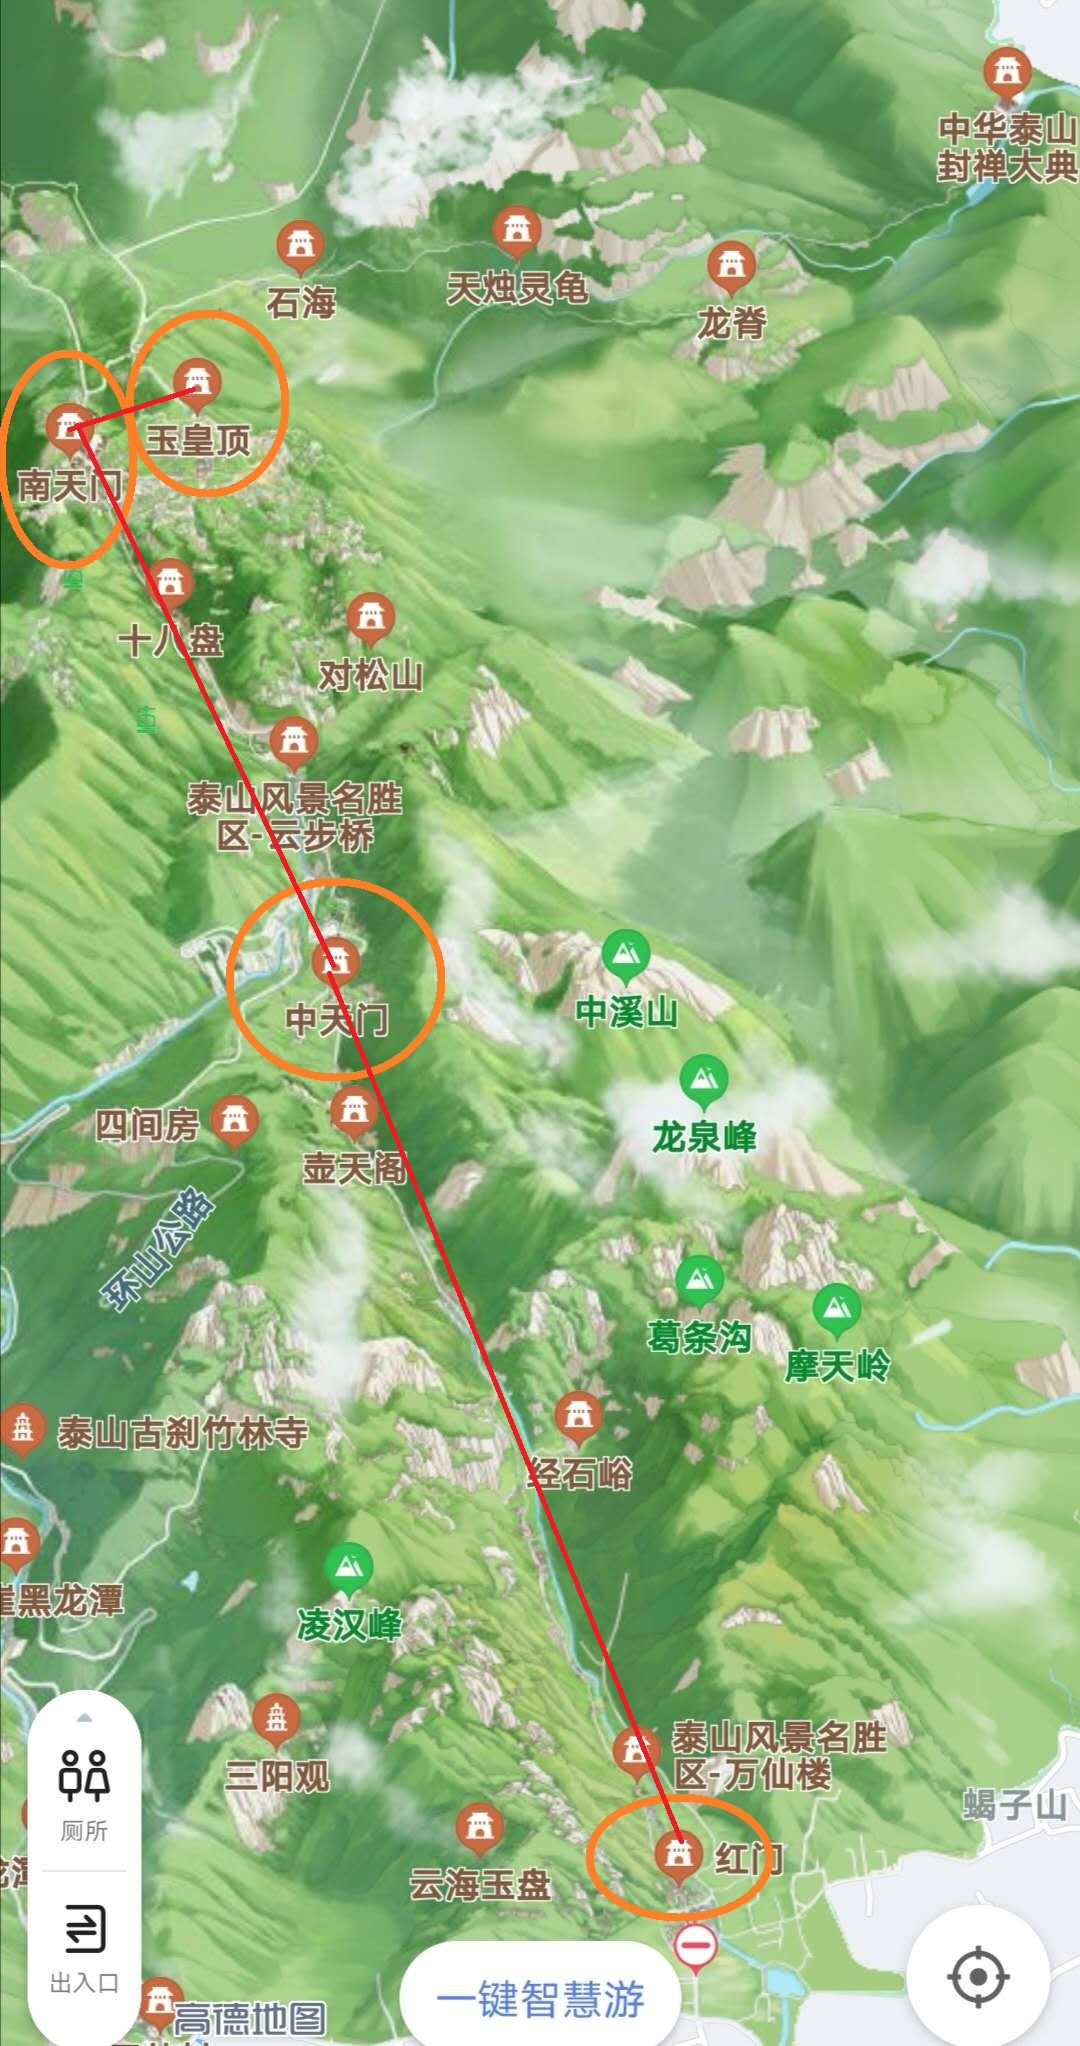 中华泰山
封禅大典
石海
天烛灵龟
龙脊
玉皇顶
南天门
十八盘
对松山
泰山风景名胜
区-云步桥
中天门
中溪山
龙泉峰
四间房
壶天阁
环山公路
葛条沟
摩天岭
泰山古刹竹林寺
经石峪
崖黑龙潭
凌汉峰
三阳观
泰山风景名胜
区-万仙楼
蝎子山
厕所
云海玉盘
红门
出入口
一键智慧游
高德地图